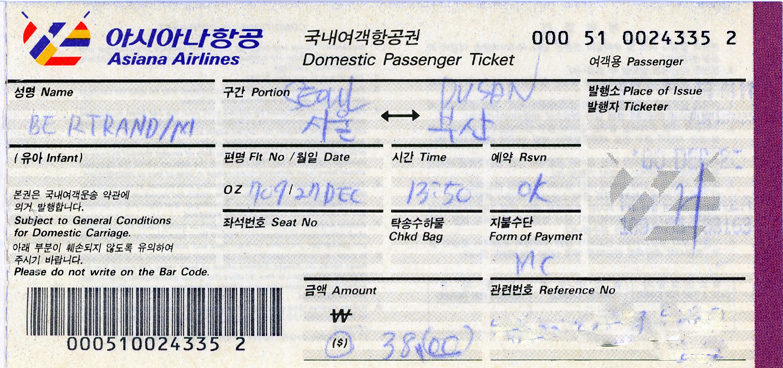 아시아나항공
Asiana Airlines
국내여객항공권
Domestic Passenger Ticket
000 51 0024335 2
여객용 Passenger
성명 Name
BERTRAND/M
구간 Portion
SEOUL PUSAN
서울 ↔ 부산
발행소 Place of Issue
발행자 Ticketer
(유아 Infant)
편명 Flt No / 월일 Date
OZ 709/27DEC
시간 Time
13:50
예약 Rsvn
OK
본권은 국내여객운송 약관에
의거, 발행합니다.
Subject to General Conditions
for Domestic Carriage.
아래 부분이 훼손되지 않도록 유의하여
주시기 바랍니다.
Please do not write on the Bar Code.
좌석번호 Seat No
탁송수하물
Chkd Bag
지불수단
Form of Payment
MC
금액 Amount
₩
($) 38,(00)
관련번호 Reference No
000510024335 2